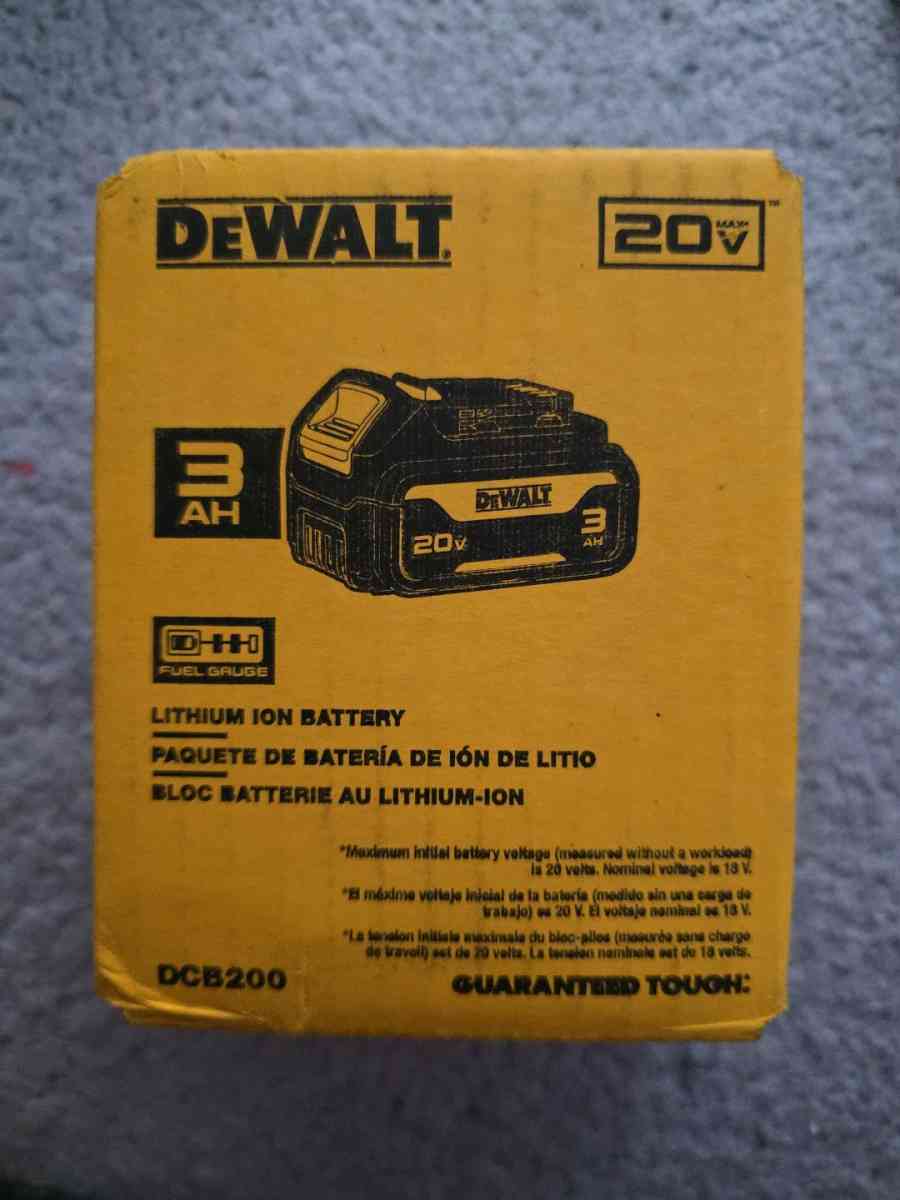 DEWALT®
20V MAX* ™
3
AH
DEWALT
20V
3
AH
FUEL GAUGE
LITHIUM ION BATTERY
PAQUETE DE BATERÍA DE IÓN DE LITIO
BLOC BATTERIE AU LITHIUM-ION
*Maximum initial battery voltage (measured without a workload)
is 20 volts. Nominal voltage is 18 V.
*El máximo voltaje inicial de la batería (medido sin una carga de
trabajo) es 20 V. El voltaje nominal es 18 V.
*La tension initiale maximale du bloc-piles (mesurée sans charge
de travail) est de 20 volts. La tension nominale est de 18 volts.
DCB200
GUARANTEED TOUGH.®